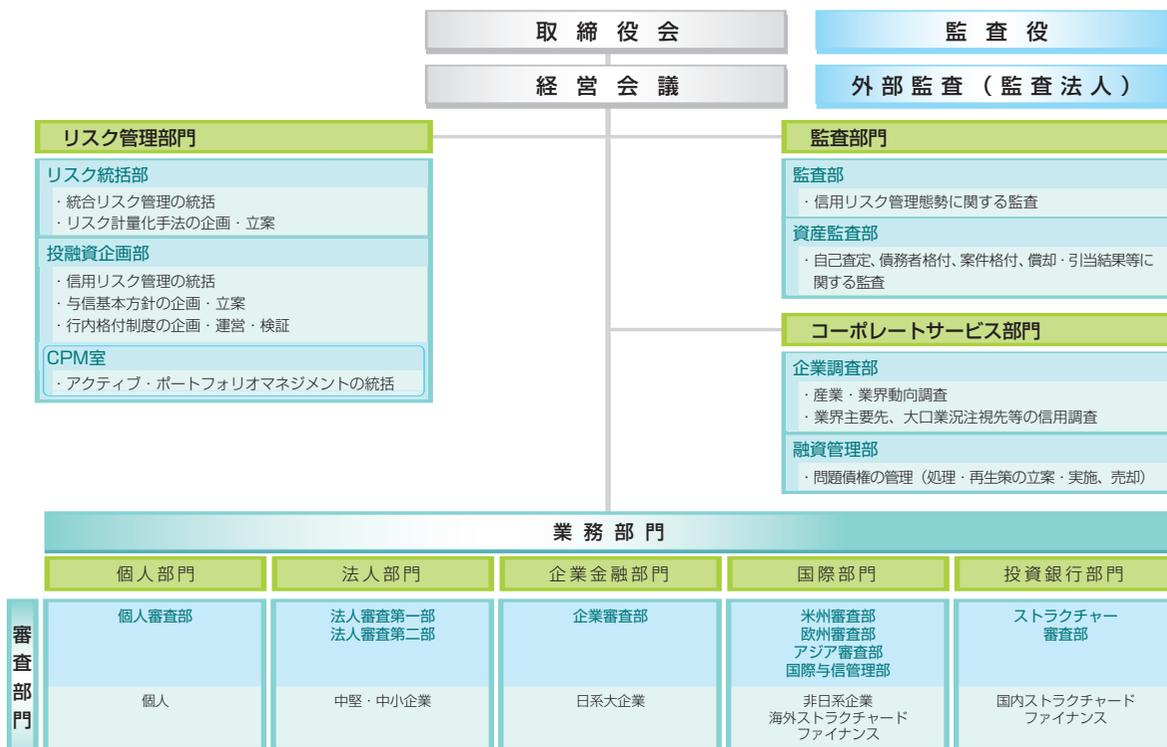 取締役会
監査役
経営会議
外部監査（監査法人）
リスク管理部門
リスク統括部
・統合リスク管理の統括
・リスク計量化手法の企画・立案
投融資企画部
・信用リスク管理の統括
・与信基本方針の企画・立案
・行内格付制度の企画・運営・検証
CPM室
・アクティブ・ポートフォリオマネジメントの統括
監査部門
監査部
・信用リスク管理態勢に関する監査
資産監査部
・自己査定、債務者格付、案件格付、償却・引当結果等に
関する監査
コーポレートサービス部門
企業調査部
・産業・業界動向調査
・業界主要先、大口業況注視先等の信用調査
融資管理部
・問題債権の管理（処理・再生策の立案・実施、売却）
業務部門
個人部門
法人部門
企業金融部門
国際部門
投資銀行部門
審査部門
個人審査部
個人
法人審査第一部
法人審査第二部
中堅・中小企業
企業審査部
日系大企業
米州審査部
欧州審査部
アジア審査部
国際与信管理部
非日系企業
海外ストラクチャード
ファイナンス
ストラクチャー
審査部
国内ストラクチャード
ファイナンス